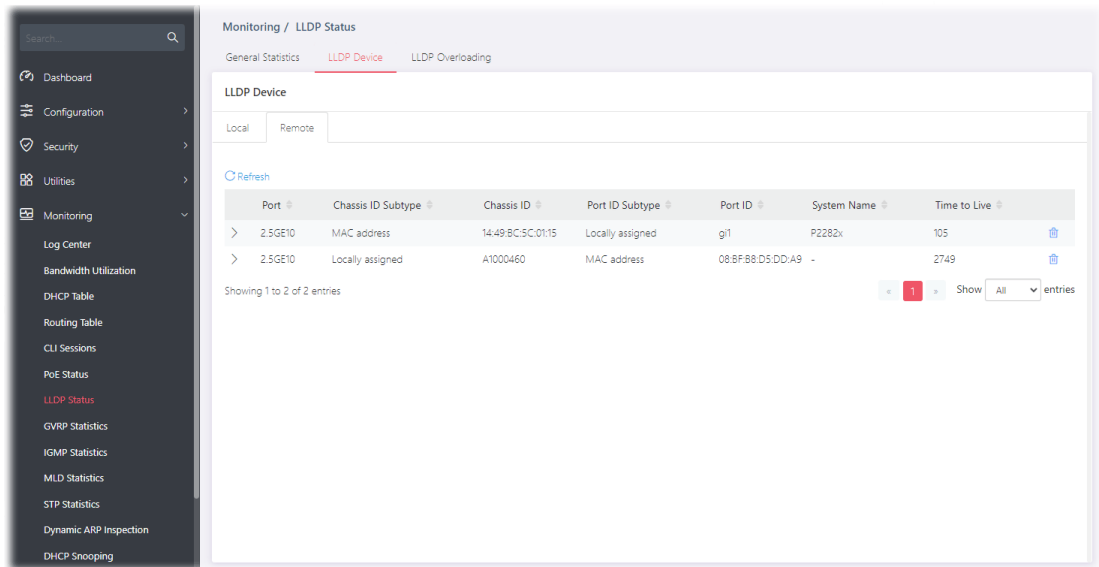 Search...
Dashboard
Configuration
Security
Utilities
Monitoring
Log Center
Bandwidth Utilization
DHCP Table
Routing Table
CLI Sessions
PoE Status
LLDP Status
GVRP Statistics
IGMP Statistics
MLD Statistics
STP Statistics
Dynamic ARP Inspection
DHCP Snooping
Monitoring / LLDP Status
General Statistics LLDP Device LLDP Overloading
LLDP Device
Local Remote
Refresh
Port Chassis ID Subtype Chassis ID Port ID Subtype Port ID System Name Time to Live
2.5GE10 MAC address 14:49:BC:5C:01:15 Locally assigned gi1 P2282x 105
2.5GE10 Locally assigned A1000460 MAC address 08:BF:B8:D5:DD:A9 - 2749
Showing 1 to 2 of 2 entries
« 1 » Show All entries